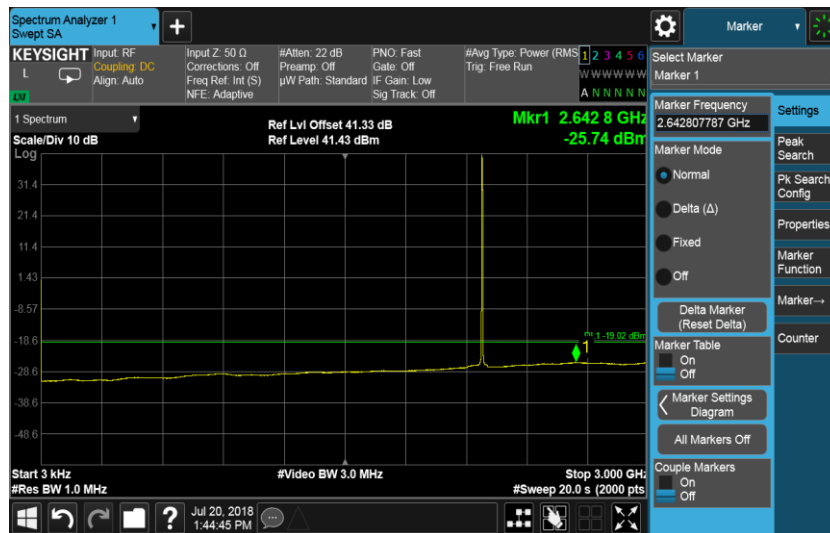 Spectrum Analyzer 1
Swept SA
Marker
KEYSIGHT
L
LXI
Input: RF
Coupling: DC
Align: Auto
Input Z: 50 Ω
Corrections: Off
Freq Ref: Int (S)
NFE: Adaptive
#Atten: 22 dB
Preamp: Off
µW Path: Standard
PNO: Fast
Gate: Off
IF Gain: Low
Sig Track: Off
#Avg Type: Power (RMS
Trig: Free Run
1 2 3 4 5 6
W W W W W W
A N N N N N
1 Spectrum
Scale/Div 10 dB
Log
Ref Lvl Offset 41.33 dB
Ref Level 41.43 dBm
Mkr1 2.642 8 GHz
-25.74 dBm
31.4
21.4
11.4
1.43
-8.57
-18.6
-28.6
-38.6
-48.6
DL1 -19.02 dBm
1
Start 3 kHz
#Res BW 1.0 MHz
#Video BW 3.0 MHz
Stop 3.000 GHz
#Sweep 20.0 s (2000 pts
?
Jul 20, 2018
1:44:45 PM
Select Marker
Marker 1
Marker Frequency
2.642807787 GHz
Marker Mode
Normal
Delta (Δ)
Fixed
Off
Delta Marker
(Reset Delta)
Marker Table
On
Off
Marker Settings
Diagram
All Markers Off
Couple Markers
On
Off
Settings
Peak
Search
Pk Search
Config
Properties
Marker
Function
Marker→
Counter